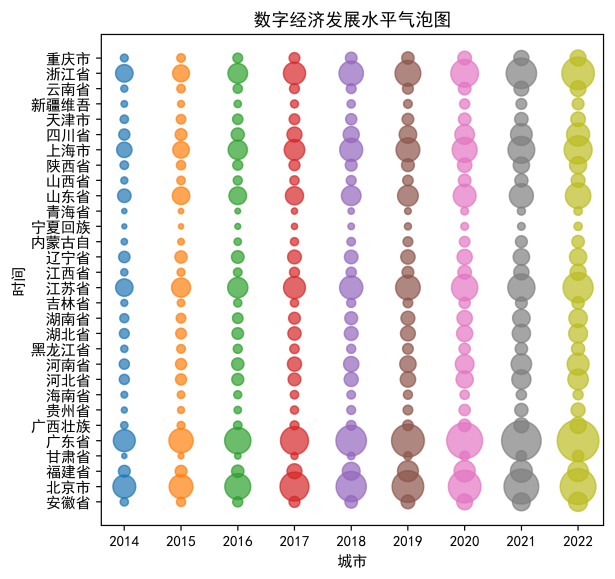 数字经济发展水平气泡图
重庆市
浙江省
云南省
新疆维吾
天津市
四川省
上海市
陕西省
山西省
山东省
青海省
宁夏回族
内蒙古自
辽宁省
江西省
江苏省
吉林省
湖南省
湖北省
黑龙江省
河南省
河北省
海南省
贵州省
广西壮族
广东省
甘肃省
福建省
北京市
安徽省
时间
2014 2015 2016 2017 2018 2019 2020 2021 2022
城市